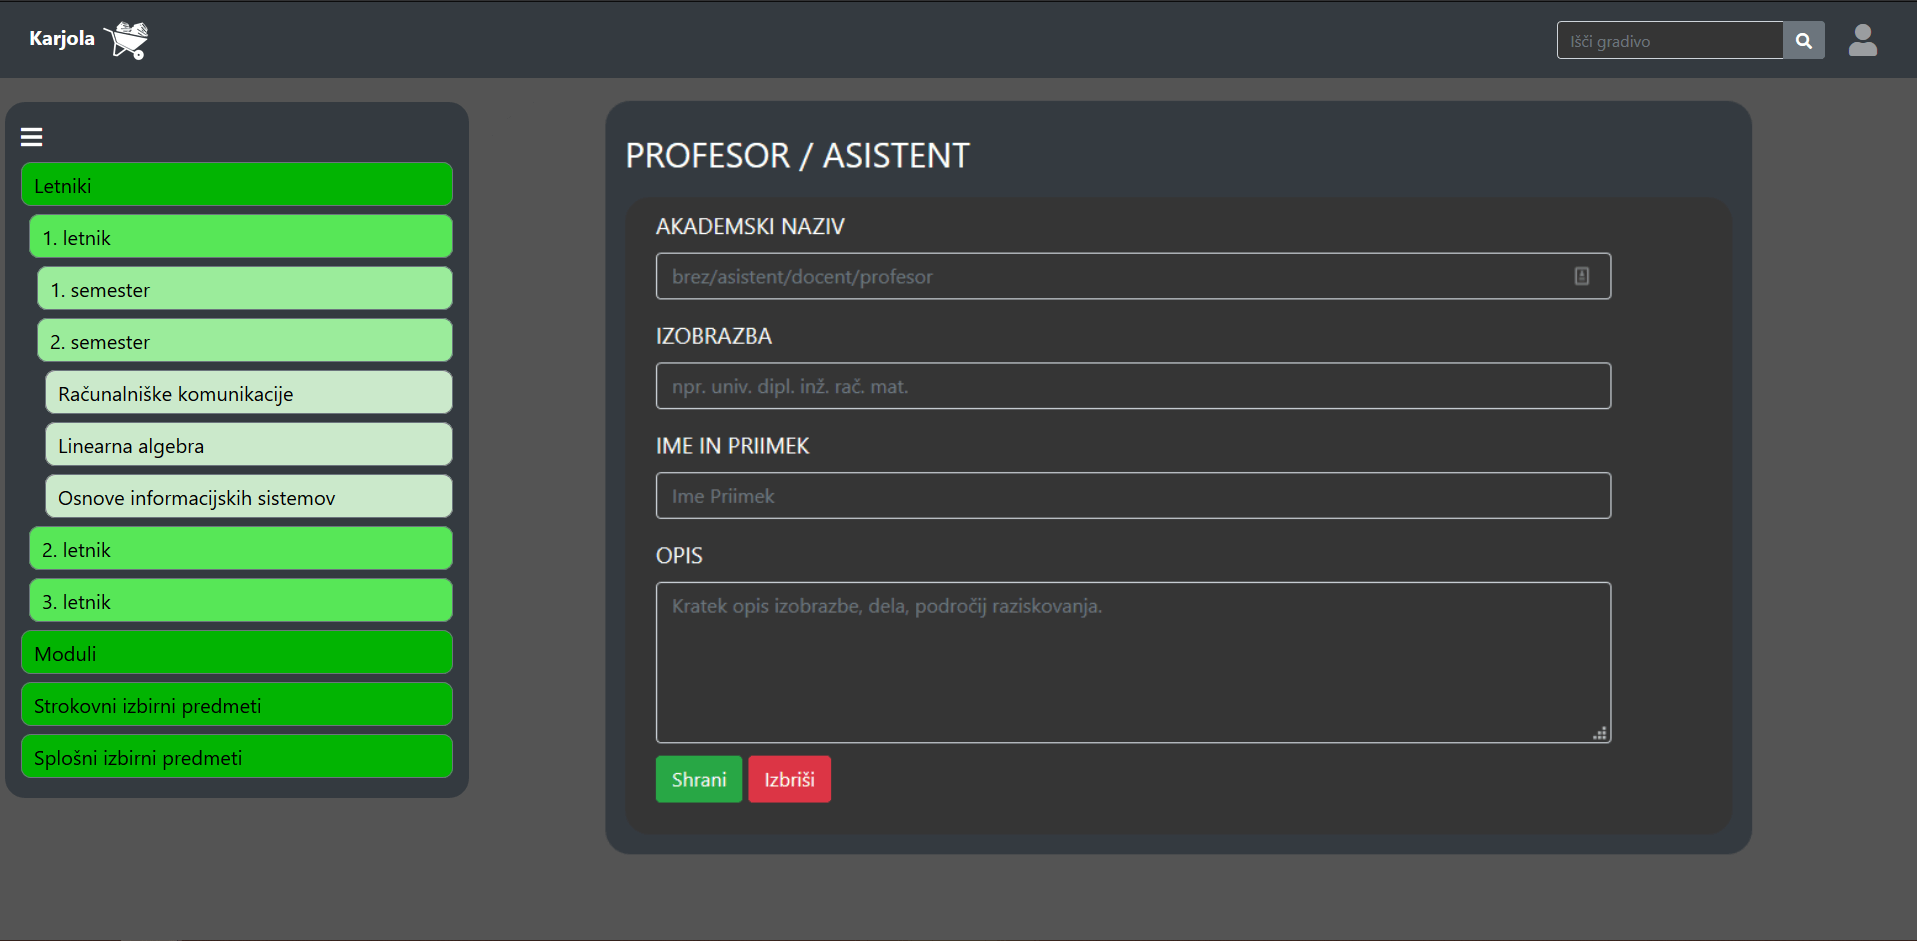 Karjola
Išči gradivo
Letniki
1. letnik
1. semester
2. semester
Računalniške komunikacije
Linearna algebra
Osnove informacijskih sistemov
2. letnik
3. letnik
Moduli
Strokovni izbirni predmeti
Splošni izbirni predmeti
PROFESOR / ASISTENT
AKADEMSKI NAZIV
brez/asistent/docent/profesor
IZOBRAZBA
npr. univ. dipl. inž. rač. mat.
IME IN PRIIMEK
Ime Priimek
OPIS
Kratek opis izobrazbe, dela, področij raziskovanja.
Shrani
Izbriši